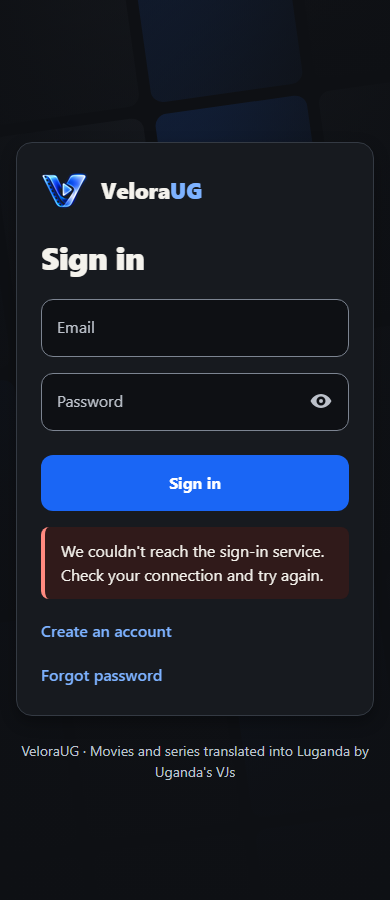 VeloraUG
Sign in
Email
Password
Sign in
We couldn't reach the sign-in service.
Check your connection and try again.
Create an account
Forgot password
VeloraUG · Movies and series translated into Luganda by
Uganda's VJs